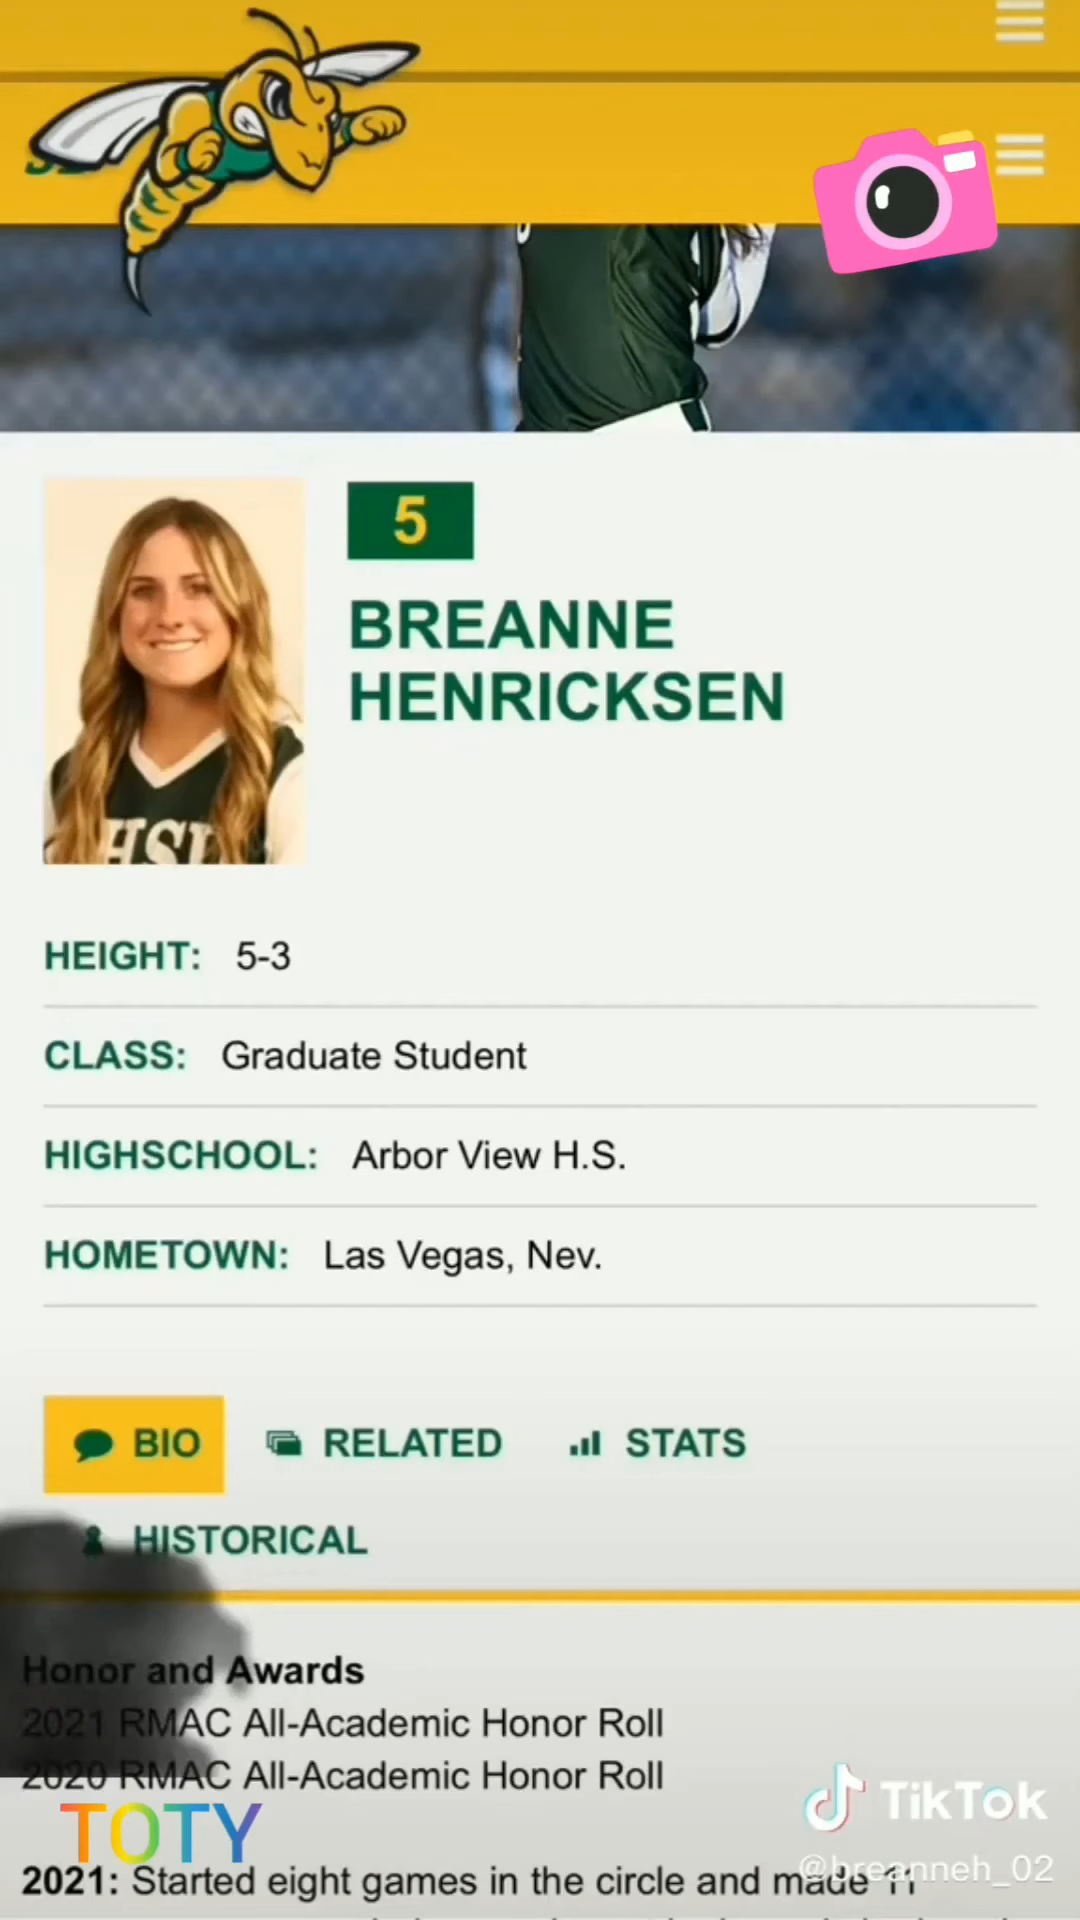 5
BREANNE
HENRICKSEN
HEIGHT: 5-3
CLASS: Graduate Student
HIGHSCHOOL: Arbor View H.S.
HOMETOWN: Las Vegas, Nev.
BIO RELATED STATS
HISTORICAL
Honor and Awards
2021 RMAC All-Academic Honor Roll
2020 RMAC All-Academic Honor Roll
TikTok
TOTY
@breanneh_02
2021: Started eight games in the circle and made 11